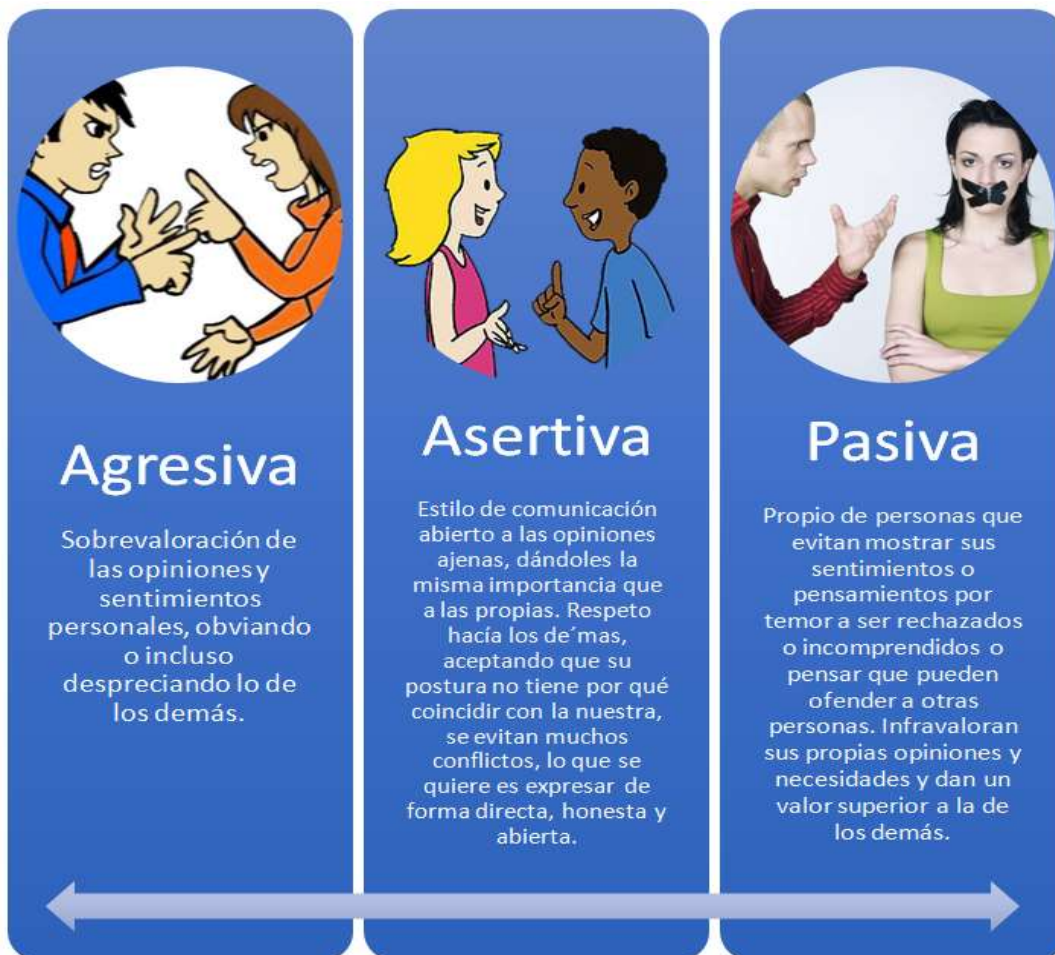 Agresiva
Sobrevaloración de
las opiniones y
sentimientos
personales, obviando
o incluso
despreciando lo de
los demás.
Asertiva
Estilo de comunicación
abierto a las opiniones
ajenas, dándoles la
misma importancia que
a las propias. Respeto
hacía los de´mas,
aceptando que su
postura no tiene por qué
coincidir con la nuestra,
se evitan muchos
conflictos, lo que se
quiere es expresar de
forma directa, honesta y
abierta.
Pasiva
Propio de personas que
evitan mostrar sus
sentimientos o
pensamientos por
temor a ser rechazados
o incomprendidos o
pensar que pueden
ofender a otras
personas. Infravaloran
sus propias opiniones y
necesidades y dan un
valor superior a la de
los demás.